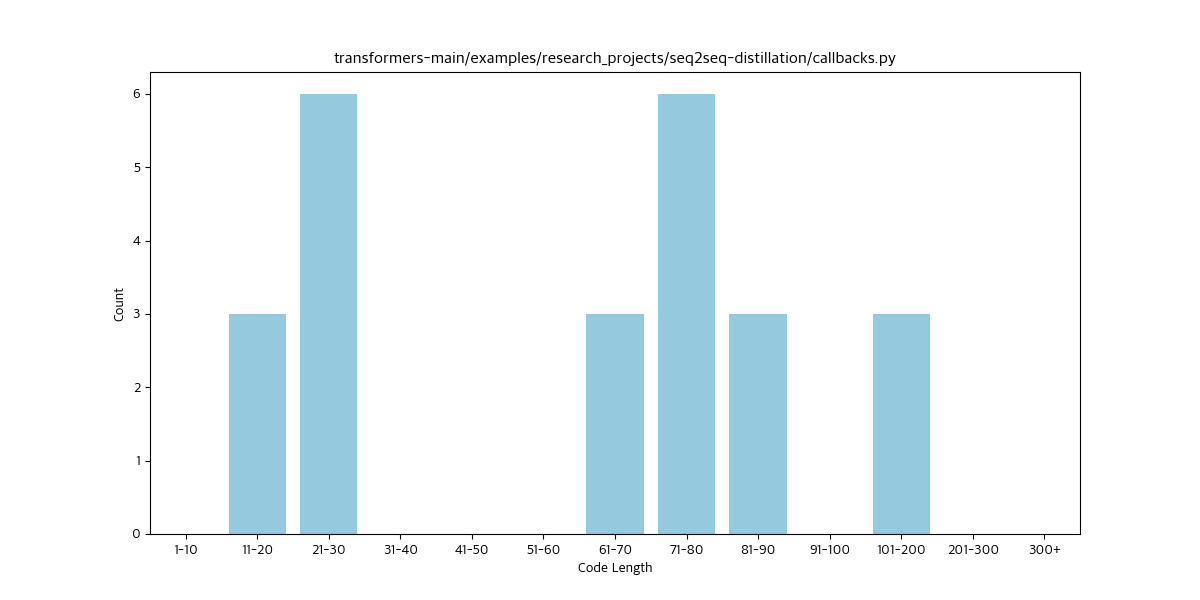 transformers-main/examples/research_projects/seq2seq-distillation/callbacks.py
6
5
4
3
2
1
0
Count
1-10 11-20 21-30 31-40 41-50 51-60 61-70 71-80 81-90 91-100 101-200 201-300 300+
Code Length